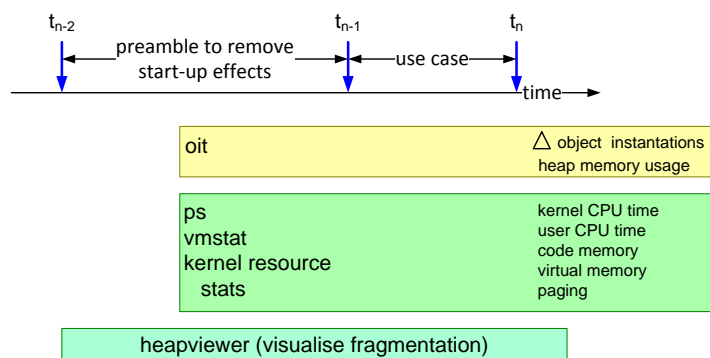 tn-2 tn-1 tn
preamble to remove
start-up effects
use case
time
oit
△ object instantations
heap memory usage
ps
vmstat
kernel resource
stats
kernel CPU time
user CPU time
code memory
virtual memory
paging
heapviewer (visualise fragmentation)